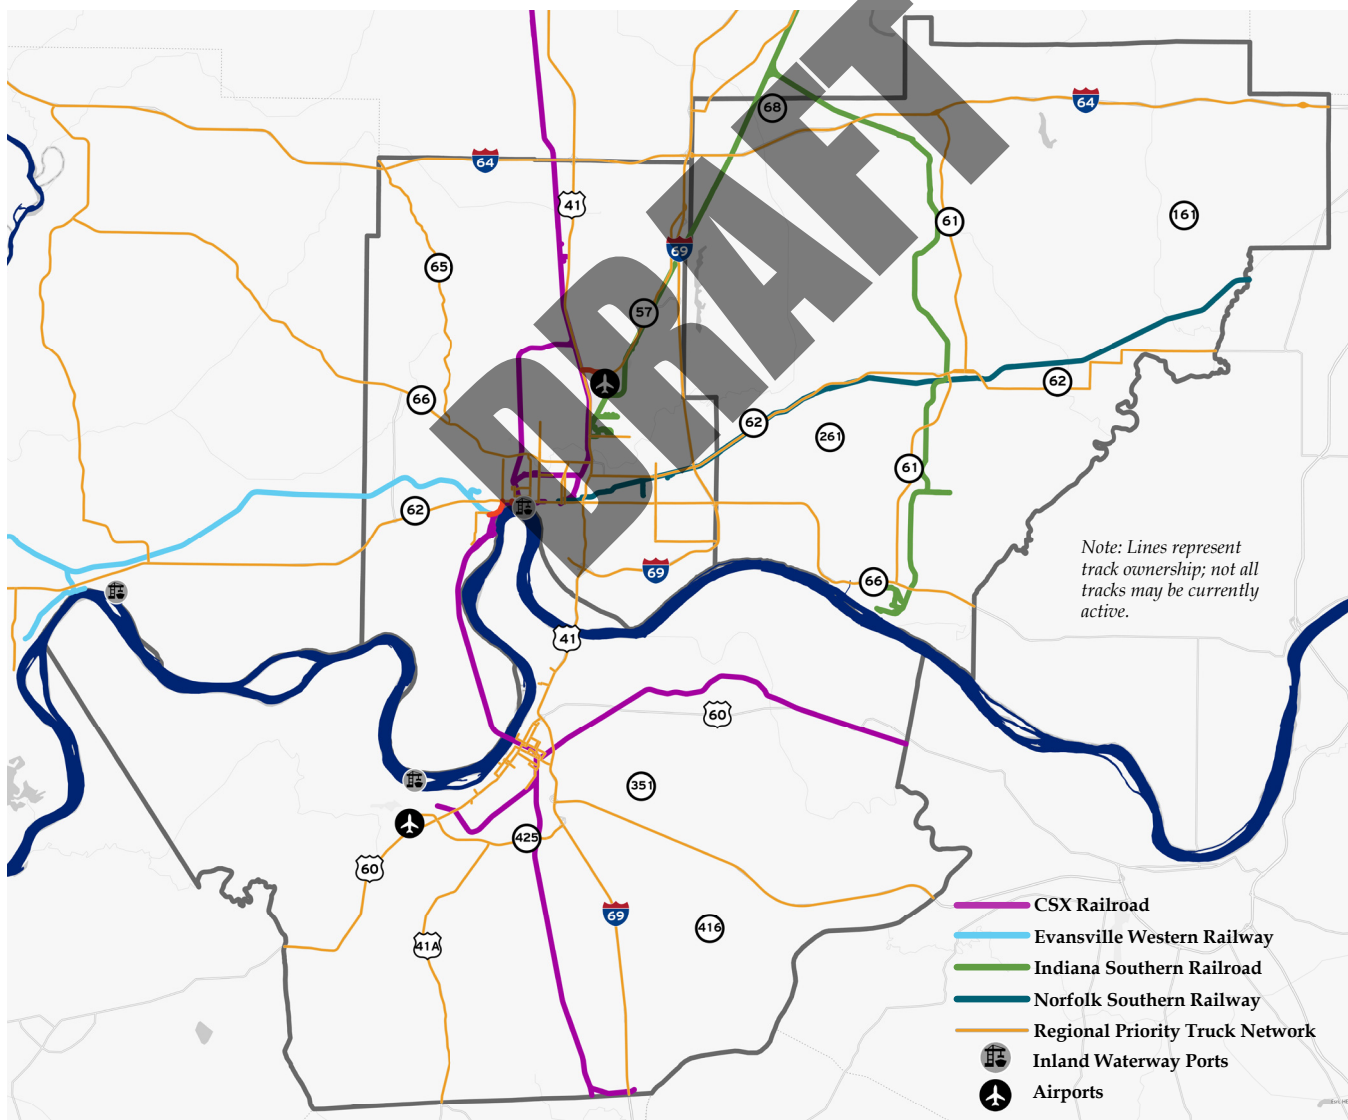 68
64
64
41
161
61
65
69
57
62
66
62
261
61
62
Note: Lines represent
track ownership; not all
tracks may be currently
active.
69
66
41
60
351
425
60
69
416
41A
DRAFT
CSX Railroad
Evansville Western Railway
Indiana Southern Railroad
Norfolk Southern Railway
Regional Priority Truck Network
Inland Waterway Ports
Airports